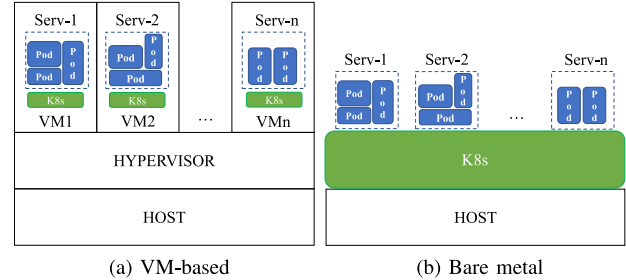 Serv-1 Serv-2 Serv-n
Pod Pod Pod
Pod Pod Pod
Pod Pod
K8s K8s K8s
VM1 VM2 ... VMn
HYPERVISOR
HOST
(a) VM-based
Serv-1 Serv-2 Serv-n
Pod Pod Pod
Pod Pod Pod
Pod Pod
...
K8s
HOST
(b) Bare metal